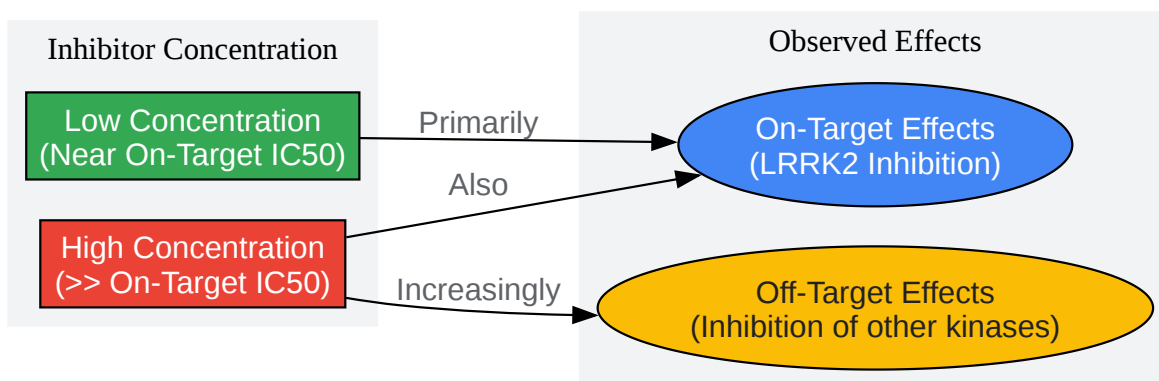 Inhibitor Concentration
Observed Effects
Low Concentration
(Near On-Target IC50)
Primarily
On-Target Effects
(LRRK2 Inhibition)
Also
High Concentration
(>> On-Target IC50)
Increasingly
Off-Target Effects
(Inhibition of other kinases)